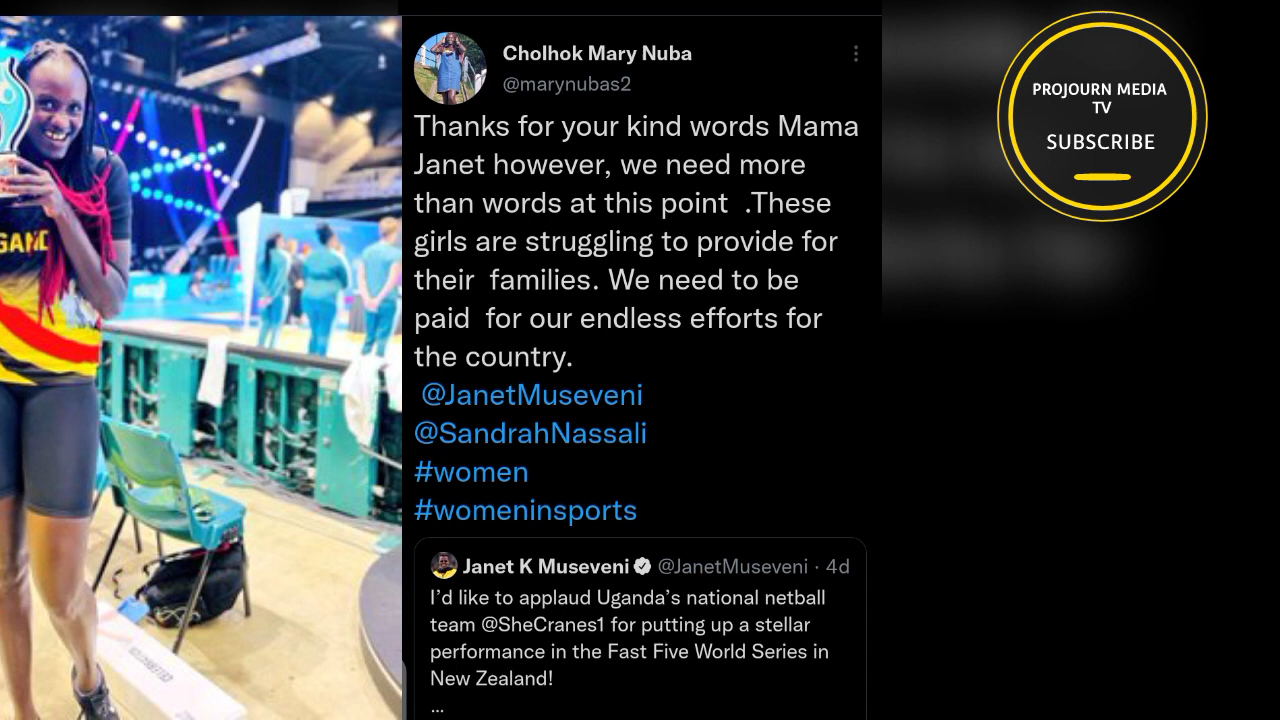 Cholhok Mary Nuba
@marynubas2
Thanks for your kind words Mama
Janet however, we need more
than words at this point .These
girls are struggling to provide for
their families. We need to be
paid for our endless efforts for
the country.
@JanetMuseveni
@SandrahNassali
#women
#womeninsports
Janet K Museveni @JanetMuseveni · 4d
I'd like to applaud Uganda's national netball
team @SheCranes1 for putting up a stellar
performance in the Fast Five World Series in
New Zealand!
...
PROJOURN MEDIA
TV
SUBSCRIBE